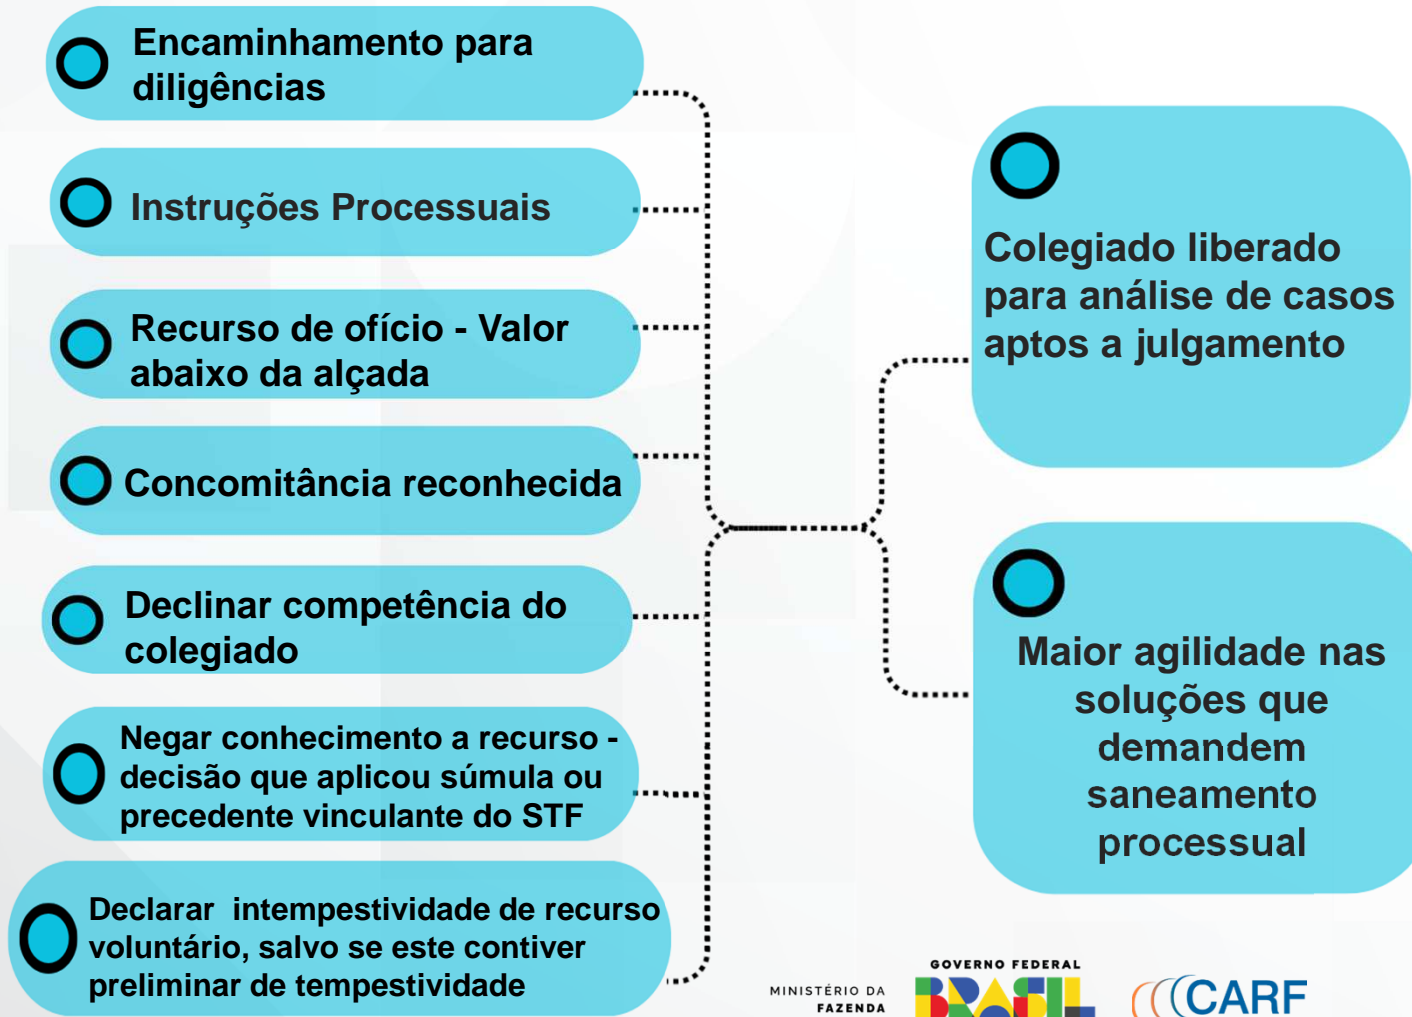 Encaminhamento para
diligências
Instruções Processuais
Recurso de ofício - Valor
abaixo da alçada
Concomitância reconhecida
Declinar competência do
colegiado
Negar conhecimento a recurso -
decisão que aplicou súmula ou
precedente vinculante do STF
Declarar  intempestividade de recurso
voluntário, salvo se este contiver
preliminar de tempestividade
Colegiado liberado
para análise de casos
aptos a julgamento
Maior agilidade nas
soluções que
demandem
saneamento
processual
MINISTÉRIO DA
FAZENDA
GOVERNO FEDERAL
BRASIL
CARF